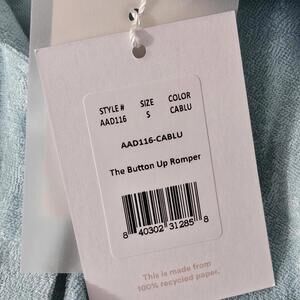 STYLE # SIZE COLOR
AAD116 S CABLU
AAD116-CABLU
The Button Up Romper
8 40302 31285 8
This is made from
100% recycled paper.